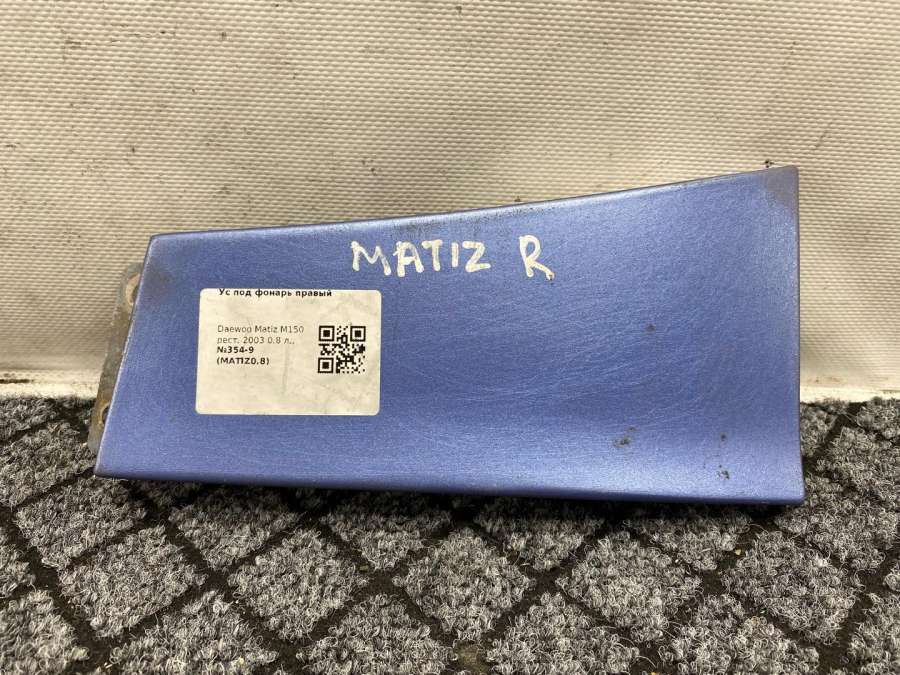 MATIZ R
Ус под фонарь правый
Daewoo Matiz M150
рест. 2003 0.8 л.,
№354-9
(MATIZ0.8)